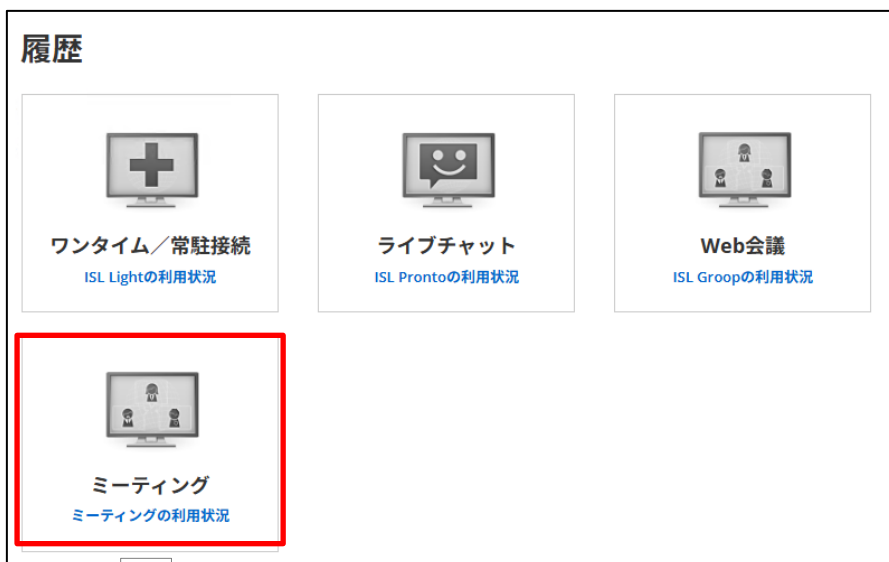 履歴
ワンタイム／常駐接続
ISL Lightの利用状況
ライブチャット
ISL Prontoの利用状況
Web会議
ISL Groopの利用状況
ミーティング
ミーティングの利用状況